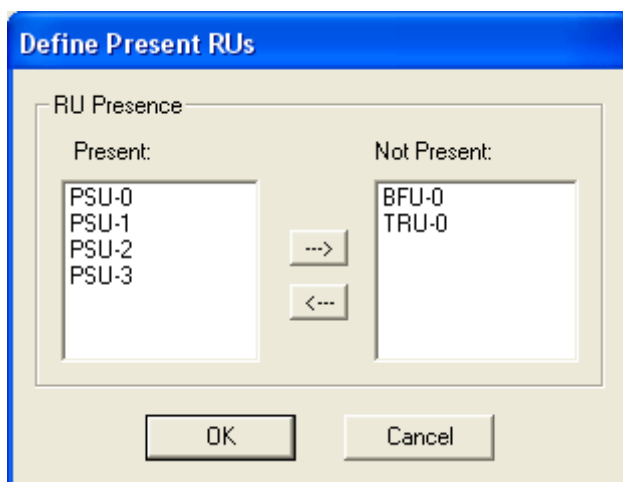 Define Present RUs
RU Presence
Present:
Not Present:
PSU-0
PSU-1
PSU-2
PSU-3
--->
<---
BFU-0
TRU-0
OK
Cancel